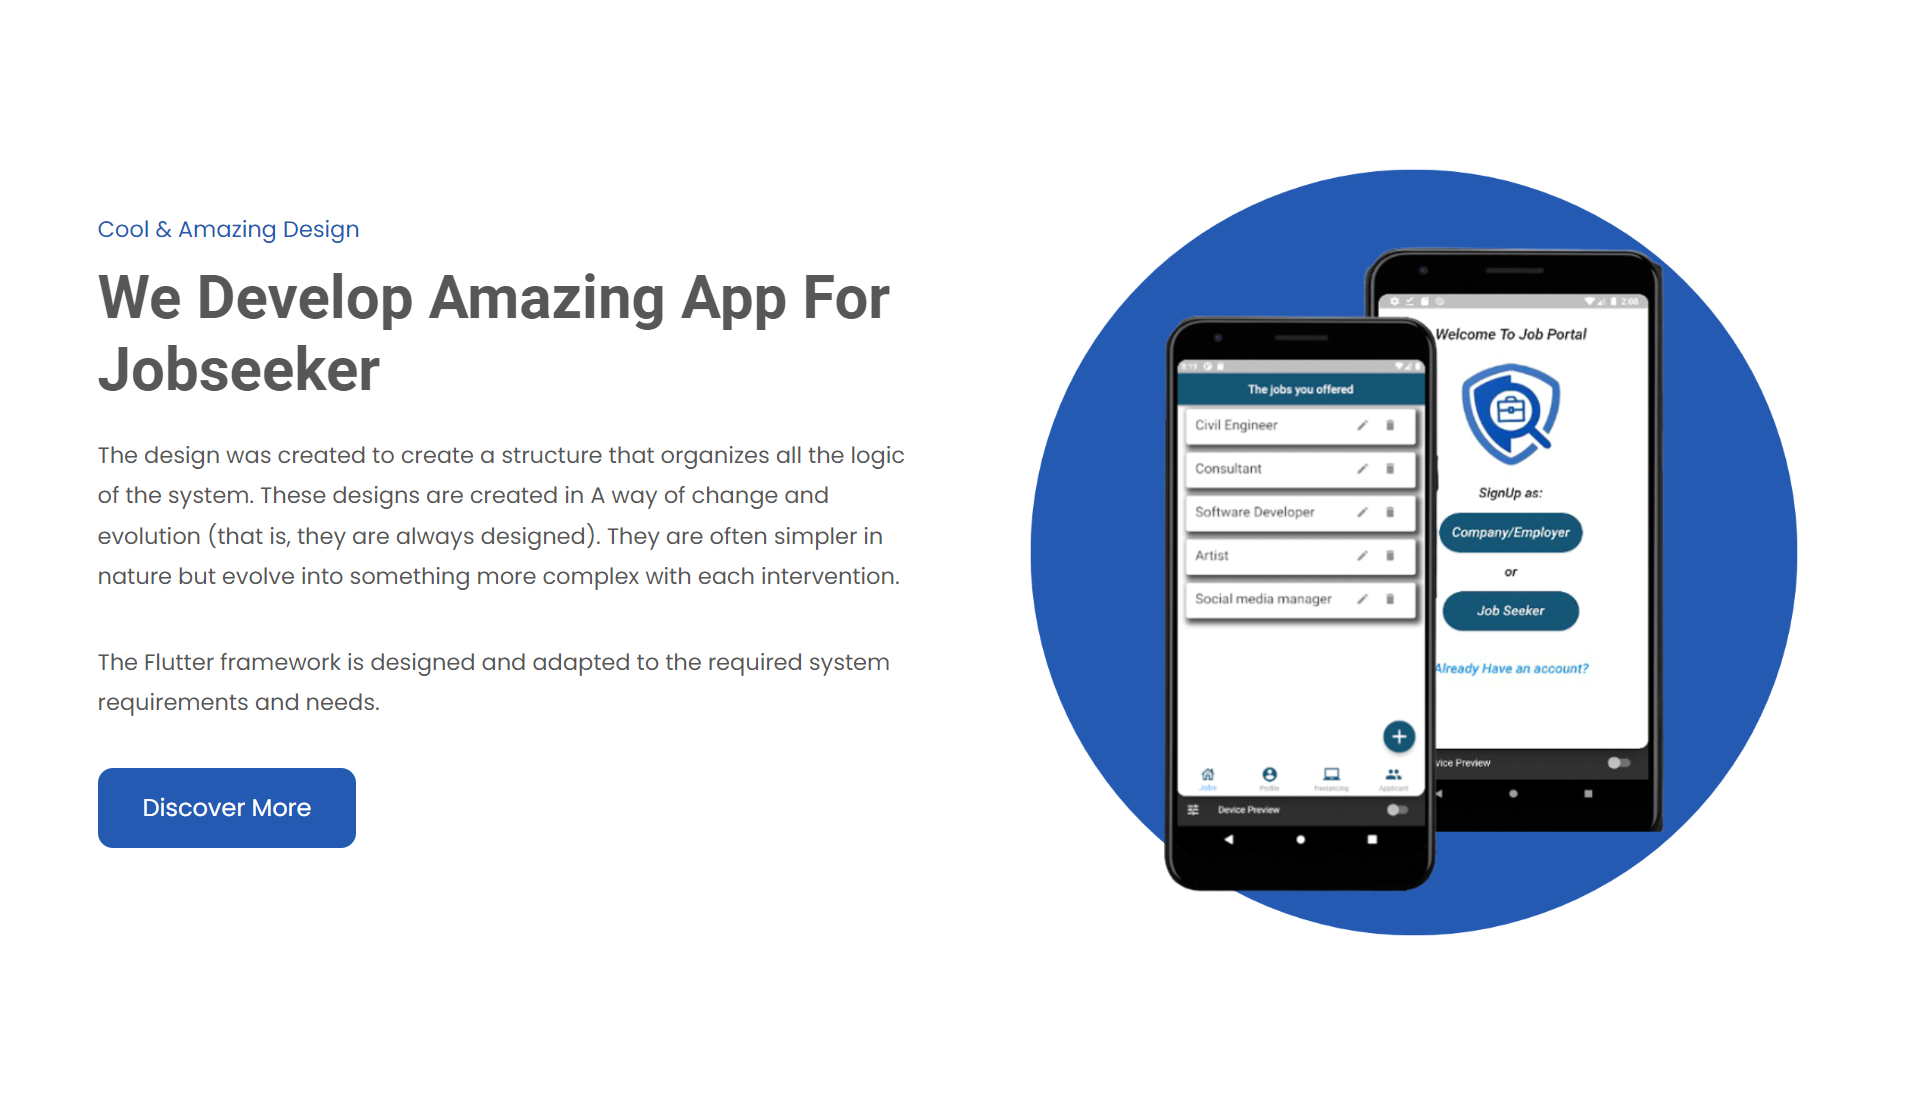 Cool & Amazing Design
We Develop Amazing App For
Jobseeker
The design was created to create a structure that organizes all the logic
of the system. These designs are created in A way of change and
evolution (that is, they are always designed). They are often simpler in
nature but evolve into something more complex with each intervention.
The Flutter framework is designed and adapted to the required system
requirements and needs.
Discover More
The jobs you offered
Civil Engineer
Consultant
Software Developer
Artist
Social media manager
Jobs
Profile
freelancing
Applicant
Device Preview
2:08
Welcome To Job Portal
SignUp as:
Company/Employer
or
Job Seeker
Already Have an account?
vice Preview